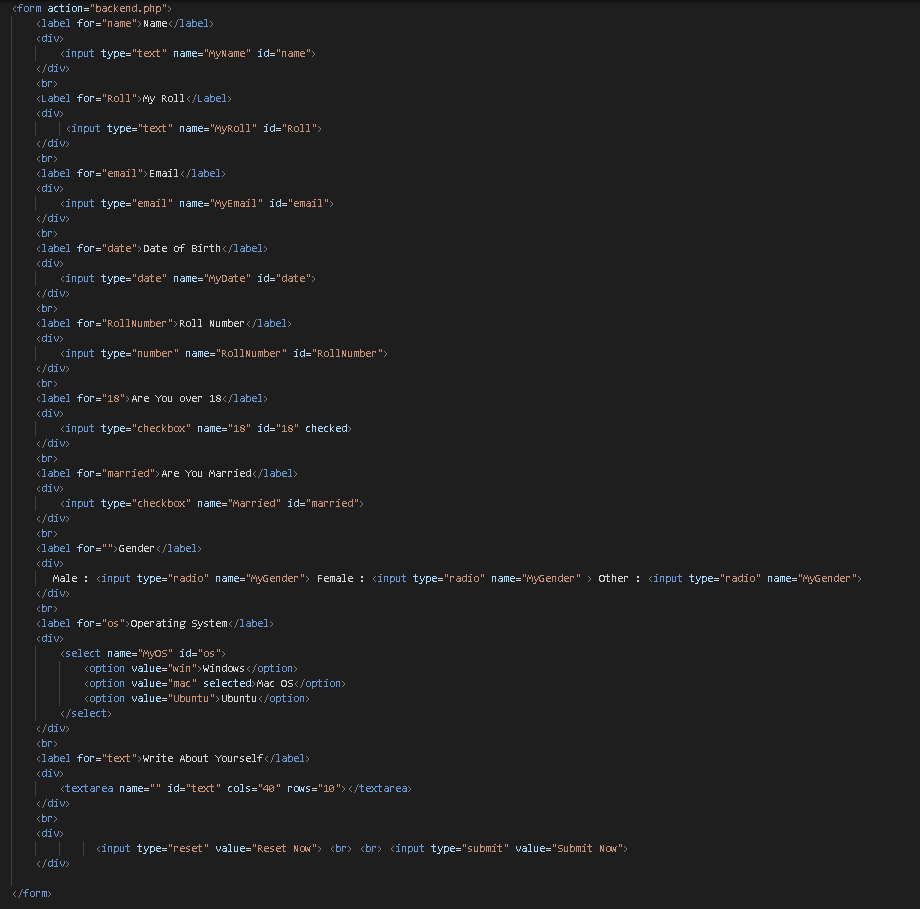 <form action="backend.php">
<label for="name">Name</label>
<div>
<input type="text" name="MyName" id="name">
</div>
<br>
<Label for="Roll">My Roll</Label>
<div>
<input type="text" name="MyRoll" id="Roll">
</div>
<br>
<label for="email">Email</label>
<div>
<input type="email" name="MyEmail" id="email">
</div>
<br>
<label for="date">Date of Birth</label>
<div>
<input type="date" name="MyDate" id="date">
</div>
<br>
<label for="RollNumber">Roll Number</label>
<div>
<input type="number" name="RollNumber" id="RollNumber">
</div>
<br>
<label for="18">Are You over 18</label>
<div>
<input type="checkbox" name="18" id="18" checked>
</div>
<br>
<label for="married">Are You Married</label>
<div>
<input type="checkbox" name="Married" id="married">
</div>
<br>
<label for="">Gender</label>
<div>
Male : <input type="radio" name="MyGender"> Female : <input type="radio" name="MyGender" > Other : <input type="radio" name="MyGender">
</div>
<br>
<label for="os">Operating System</label>
<div>
<select name="MyOS" id="os">
<option value="win">Windows</option>
<option value="mac" selected>Mac OS</option>
<option value="Ubuntu">Ubuntu</option>
</select>
</div>
<br>
<label for="text">Write About Yourself</label>
<div>
<textarea name="" id="text" cols="40" rows="10"></textarea>
</div>
<br>
<div>
<input type="reset" value="Reset Now"> <br> <br> <input type="submit" value="Submit Now">
</div>
</form>